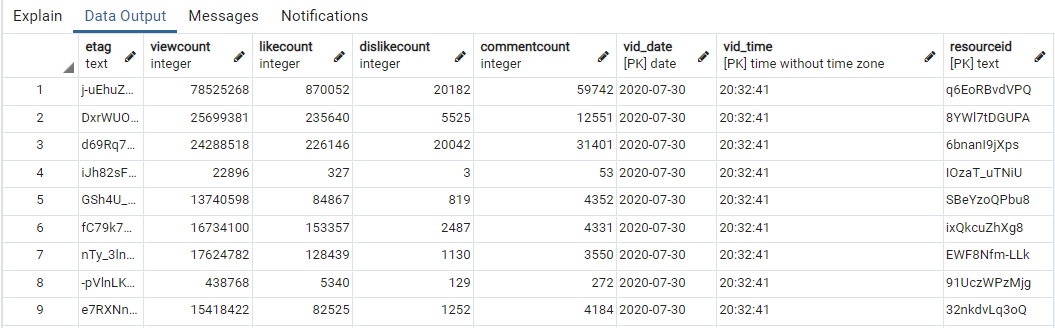 Explain Data Output Messages Notifications
etag viewcount likecount dislikecount commentcount vid_date vid_time resourceid
text integer integer integer integer [PK] date [PK] time without time zone [PK] text
1 j-uEhuZ... 78525268 870052 20182 59742 2020-07-30 20:32:41 q6EoRBvdVPQ
2 DxrWUO... 25699381 235640 5525 12551 2020-07-30 20:32:41 8YWl7tDGUPA
3 d69Rq7... 24288518 226146 20042 31401 2020-07-30 20:32:41 6bnanI9jXps
4 iJh82sF... 22896 327 3 53 2020-07-30 20:32:41 IOzaT_uTNiU
5 GSh4U_... 13740598 84867 819 4352 2020-07-30 20:32:41 SBeYzoQPbu8
6 fC79k7... 16734100 153357 2487 4331 2020-07-30 20:32:41 ixQkcuZhXg8
7 nTy_3ln... 17624782 128439 1130 3550 2020-07-30 20:32:41 EWF8Nfm-LLk
8 -pVlnLK... 438768 5340 129 272 2020-07-30 20:32:41 91UczWPzMjg
9 e7RXNn... 15418422 82525 1252 4184 2020-07-30 20:32:41 32nkdvLq3oQ